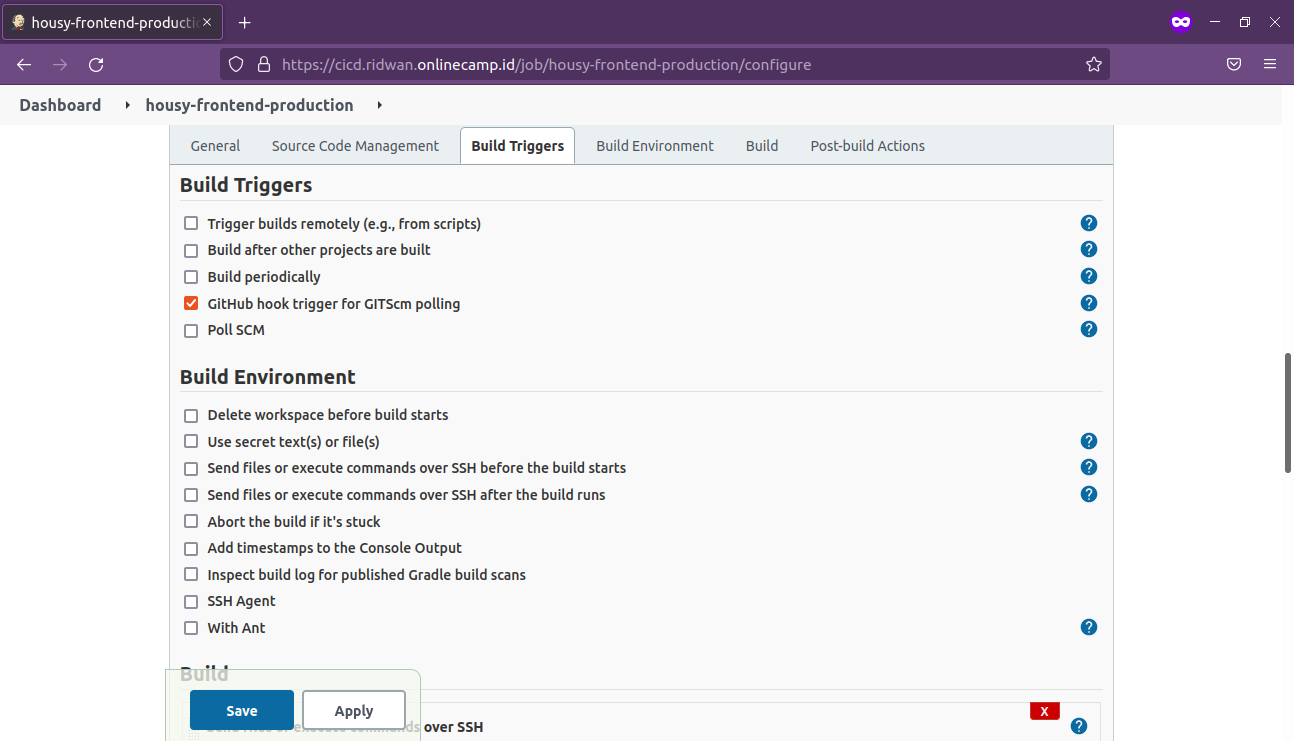 housy-frontend-producti
https://cicd.ridwan.onlinecamp.id/job/housy-frontend-production/configure
Dashboard housy-frontend-production
General Source Code Management Build Triggers Build Environment Build Post-build Actions
Build Triggers
Trigger builds remotely (e.g., from scripts) ?
Build after other projects are built ?
Build periodically ?
GitHub hook trigger for GITScm polling ?
Poll SCM ?
Build Environment
Delete workspace before build starts
Use secret text(s) or file(s) ?
Send files or execute commands over SSH before the build starts ?
Send files or execute commands over SSH after the build runs ?
Abort the build if it's stuck
Add timestamps to the Console Output
Inspect build log for published Gradle build scans
SSH Agent
With Ant ?
Build
Save Apply X
Send files or execute commands over SSH ?